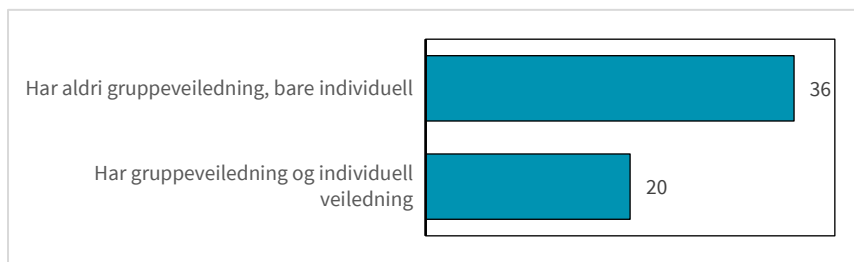 Har aldri gruppeveiledning, bare individuell
36
Har gruppeveiledning og individuell
veiledning
20